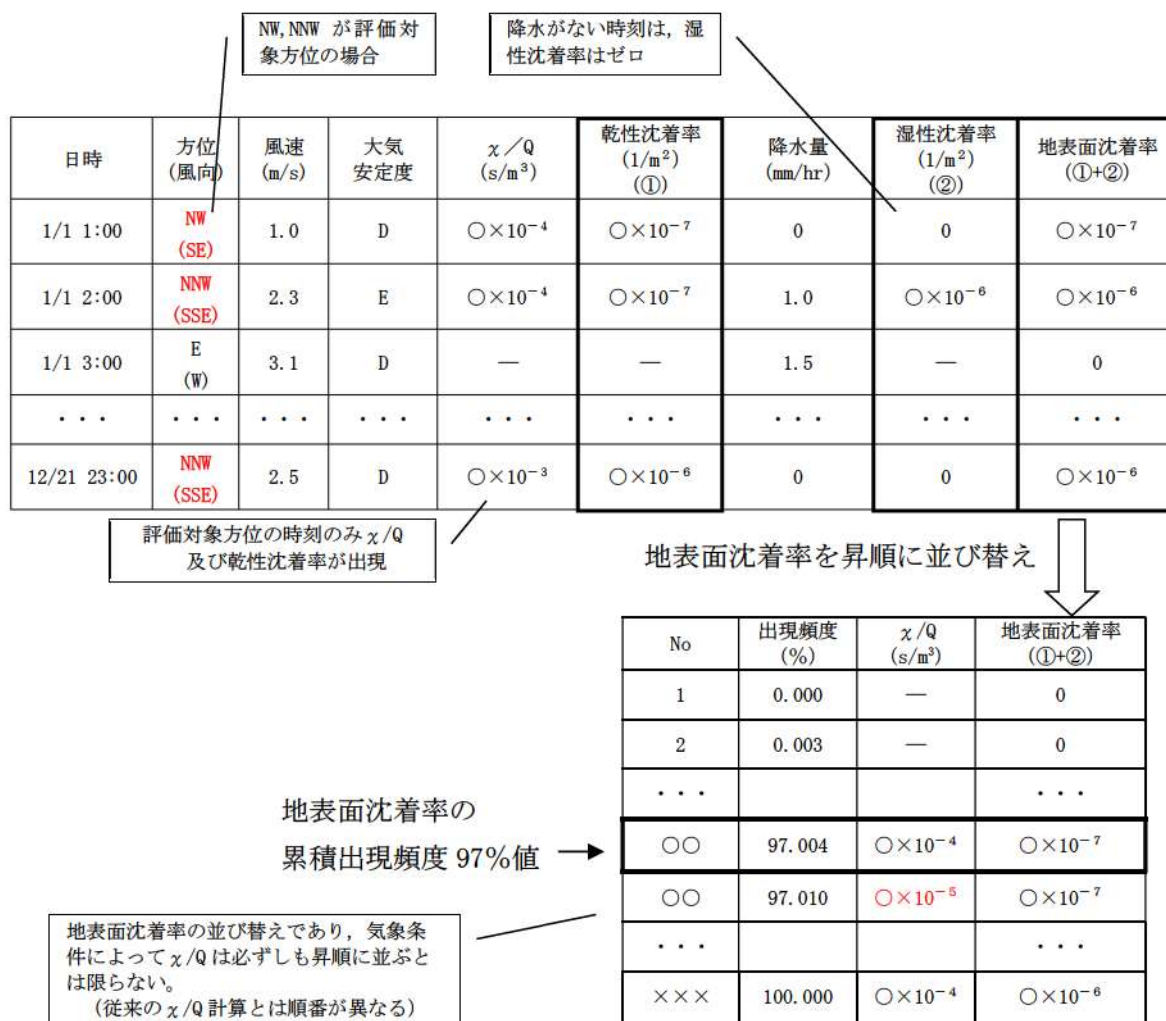 NW,NNW が評価対
象方位の場合
降水がない時刻は，湿
性沈着率はゼロ
日時 方位 (風向) 風速 (m/s) 大気 安定度 χ／Q (s/m³) 乾性沈着率 (1/m²) (①) 降水量 (mm/hr) 湿性沈着率 (1/m²) (②) 地表面沈着率 (①+②)
1/1 1:00 NW (SE) 1.0 D ○×10⁻⁴ ○×10⁻⁷ 0 0 ○×10⁻⁷
1/1 2:00 NNW (SSE) 2.3 E ○×10⁻⁴ ○×10⁻⁷ 1.0 ○×10⁻⁶ ○×10⁻⁶
1/1 3:00 E (W) 3.1 D — — 1.5 — 0
・・・ ・・・ ・・・ ・・・ ・・・ ・・・ ・・・ ・・・ ・・・
12/21 23:00 NNW (SSE) 2.5 D ○×10⁻³ ○×10⁻⁶ 0 0 ○×10⁻⁶
評価対象方位の時刻のみχ/Q
及び乾性沈着率が出現
地表面沈着率を昇順に並び替え
No 出現頻度 (%) χ/Q (s/m³) 地表面沈着率 (①+②)
1 0.000 — 0
2 0.003 — 0
・・・ ・・・
地表面沈着率の
累積出現頻度 97%値
○○ 97.004 ○×10⁻⁴ ○×10⁻⁷
○○ 97.010 ○×10⁻⁵ ○×10⁻⁷
・・・ ・・・
××× 100.000 ○×10⁻⁴ ○×10⁻⁶
地表面沈着率の並び替えであり，気象条
件によってχ/Qは必ずしも昇順に並ぶと
は限らない。
(従来のχ/Q計算とは順番が異なる)